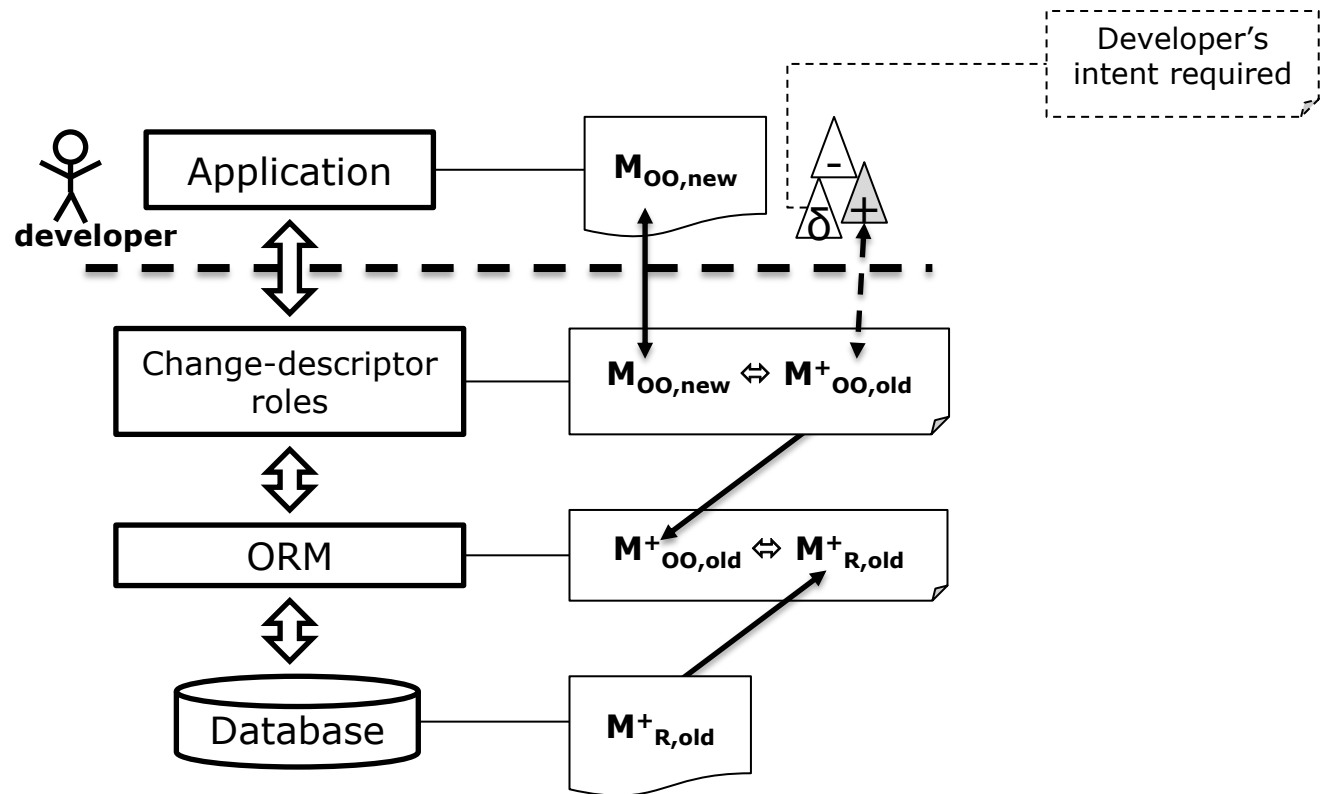 Developer’s
intent required
Application
M_OO,new
-
δ
+
developer
Change-descriptor
roles
M_OO,new ⇔ M⁺_OO,old
ORM
M⁺_OO,old ⇔ M⁺_R,old
Database
M⁺_R,old